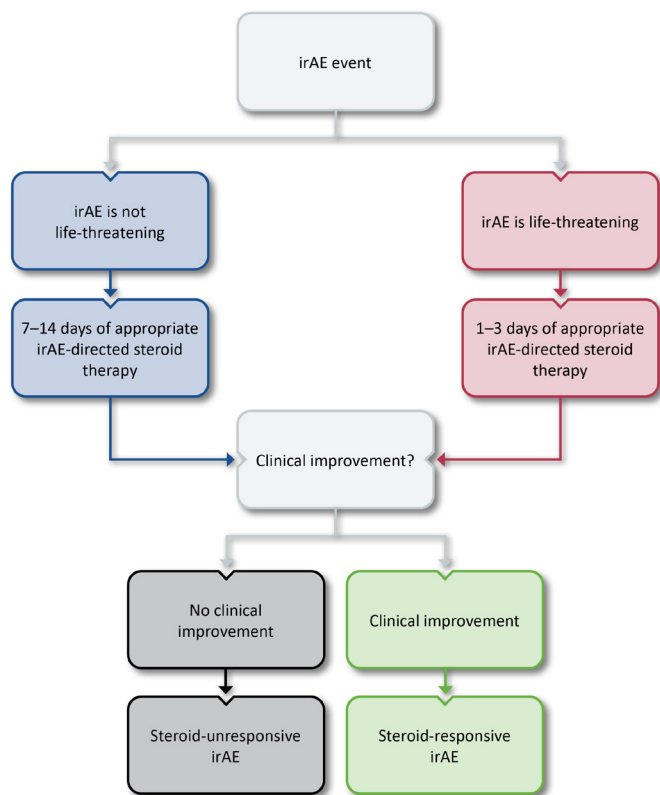 irAE event
irAE is not
life-threatening
irAE is life-threatening
7–14 days of appropriate
irAE-directed steroid
therapy
1–3 days of appropriate
irAE-directed steroid
therapy
Clinical improvement?
No clinical
improvement
Clinical improvement
Steroid-unresponsive
irAE
Steroid-responsive
irAE